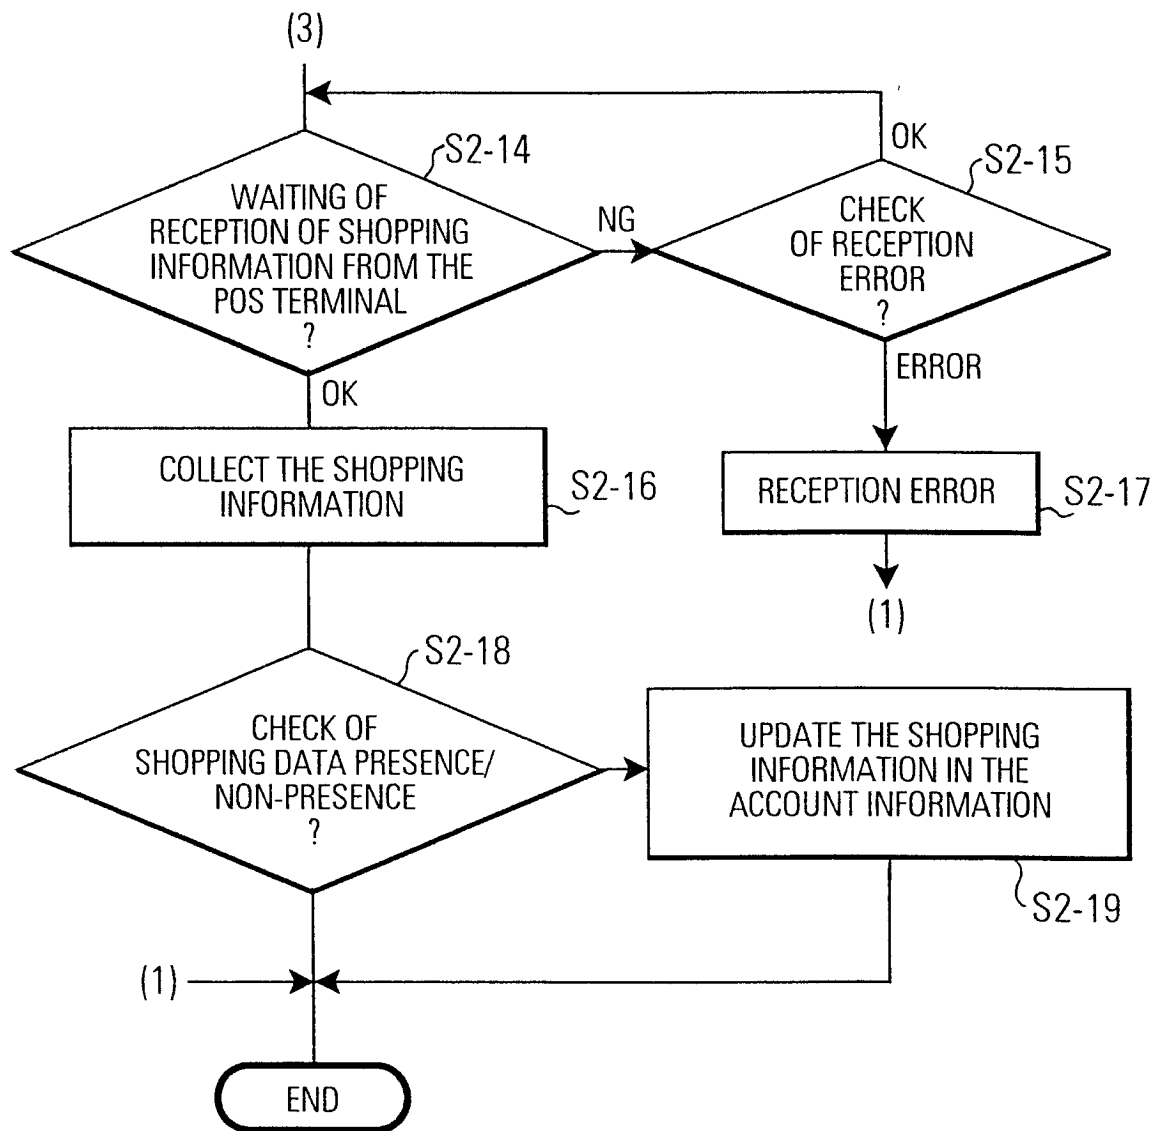 (3)
S2-14
WAITING OF
RECEPTION OF SHOPPING
INFORMATION FROM THE
POS TERMINAL
?
NG
OK
S2-15
CHECK
OF RECEPTION
ERROR
?
ERROR
OK
COLLECT THE SHOPPING
INFORMATION
S2-16
RECEPTION ERROR
S2-17
(1)
S2-18
CHECK OF
SHOPPING DATA PRESENCE/
NON-PRESENCE
?
UPDATE THE SHOPPING
INFORMATION IN THE
ACCOUNT INFORMATION
S2-19
(1)
END